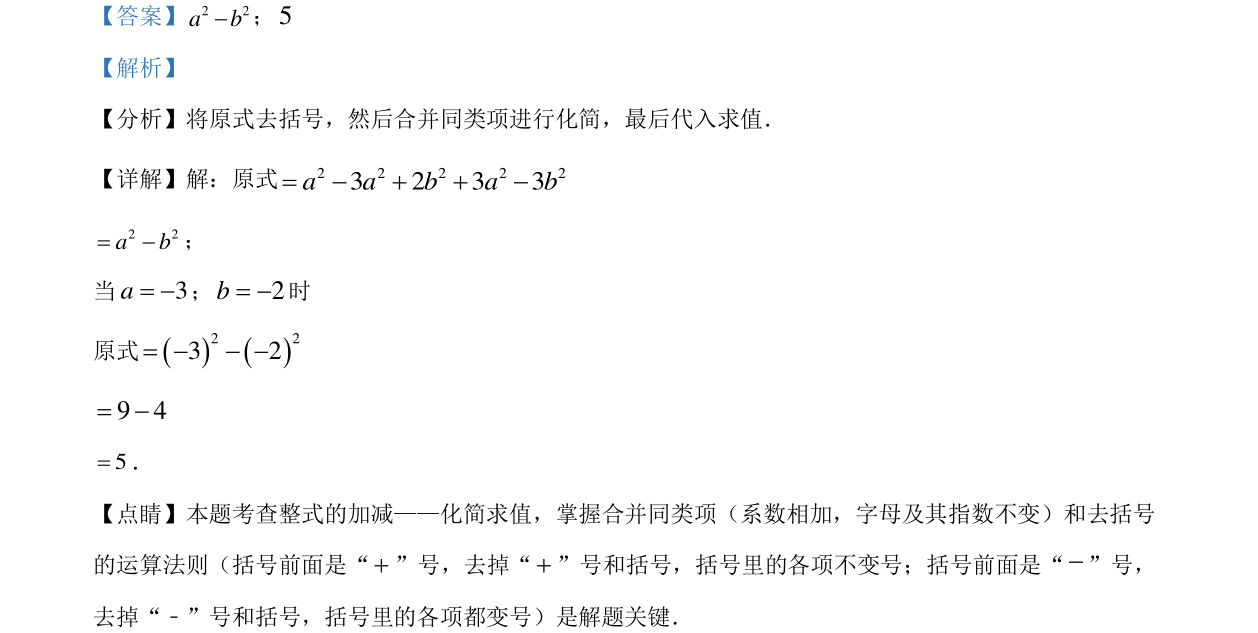 【答案】a²－b²；5
【解析】
【分析】将原式去括号，然后合并同类项进行化简，最后代入求值．
【详解】解：原式＝a²－3a²＋2b²＋3a²－3b²
＝a²－b²；
当a＝－3；b＝－2时
原式＝(－3)²－(－2)²
＝9－4
＝5．
【点睛】本题考查整式的加减——化简求值，掌握合并同类项（系数相加，字母及其指数不变）和去括号
的运算法则（括号前面是“＋”号，去掉“＋”号和括号，括号里的各项不变号；括号前面是“－”号，
去掉“﹣”号和括号，括号里的各项都变号）是解题关键．